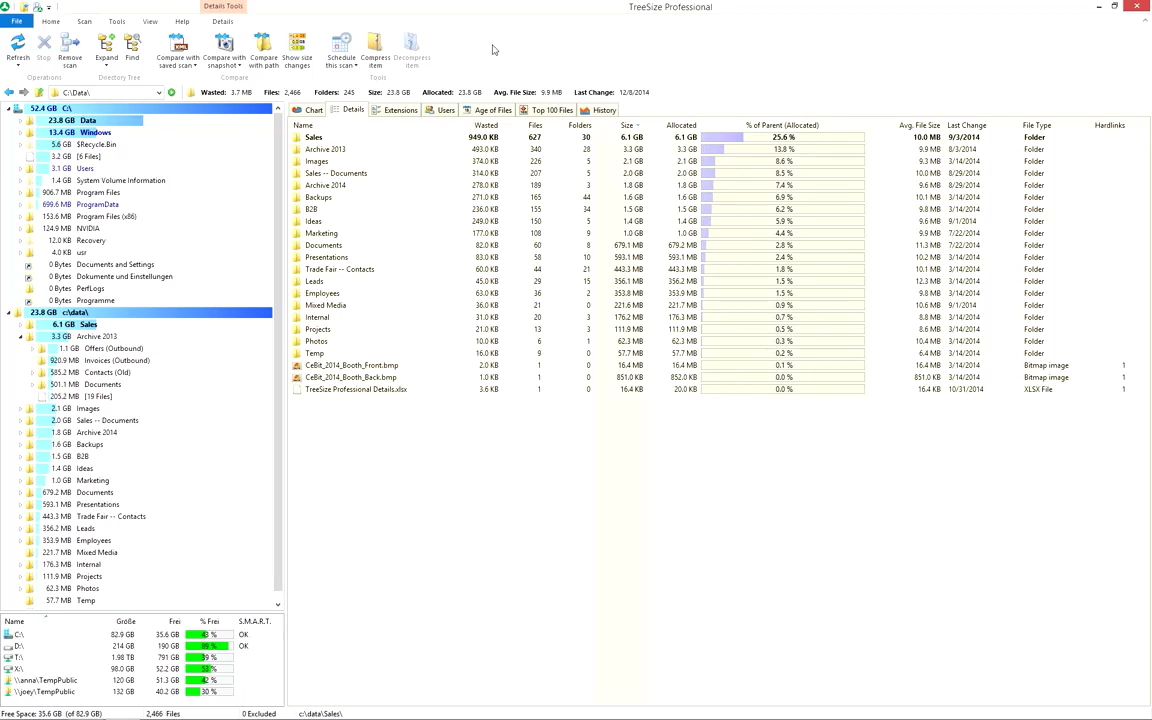 Details Tools
TreeSize Professional
File Home Scan Tools View Help Details
Refresh Stop Remove scan Expand Find Compare with saved scan Compare with snapshot Compare with path Show size changes Schedule this scan Compress item Decompress item
Operations Directory Tree Compare Tools
C:\Data\ Wasted: 3.7 MB Files: 2,466 Folders: 245 Size: 23.8 GB Allocated: 23.8 GB Avg. File Size: 9.9 MB Last Change: 12/8/2014
52.4 GB C:\
23.8 GB Data
13.4 GB Windows
5.6 GB $Recycle.Bin
3.2 GB [6 Files]
3.1 GB Users
1.4 GB System Volume Information
906.7 MB Program Files
699.6 MB ProgramData
153.6 MB Program Files (x86)
124.9 MB NVIDIA
12.0 KB Recovery
4.0 KB usr
0 Bytes Documents and Settings
0 Bytes Dokumente und Einstellungen
0 Bytes PerfLogs
0 Bytes Programme
23.8 GB c:\data\
6.1 GB Sales
3.3 GB Archive 2013
1.1 GB Offers (Outbound)
920.9 MB Invoices (Outbound)
585.2 MB Contacts (Old)
501.1 MB Documents
205.2 MB [19 Files]
2.1 GB Images
2.0 GB Sales -- Documents
1.8 GB Archive 2014
1.6 GB Backups
1.5 GB B2B
1.4 GB Ideas
1.0 GB Marketing
679.2 MB Documents
593.1 MB Presentations
443.3 MB Trade Fair -- Contacts
356.2 MB Leads
353.9 MB Employees
221.7 MB Mixed Media
176.3 MB Internal
111.9 MB Projects
62.3 MB Photos
57.7 MB Temp
Chart Details Extensions Users Age of Files Top 100 Files History
Name Wasted Files Folders Size Allocated % of Parent (Allocated) Avg. File Size Last Change File Type Hardlinks
Sales 949.0 KB 627 30 6.1 GB 6.1 GB 25.6 % 10.0 MB 9/3/2014 Folder
Archive 2013 493.0 KB 340 28 3.3 GB 3.3 GB 13.8 % 9.9 MB 8/3/2014 Folder
Images 374.0 KB 226 5 2.1 GB 2.1 GB 8.6 % 9.3 MB 3/14/2014 Folder
Sales -- Documents 314.0 KB 207 5 2.0 GB 2.0 GB 8.5 % 10.0 MB 8/29/2014 Folder
Archive 2014 278.0 KB 189 3 1.8 GB 1.8 GB 7.4 % 9.6 MB 8/29/2014 Folder
Backups 271.0 KB 165 44 1.6 GB 1.6 GB 6.9 % 10.1 MB 3/14/2014 Folder
B2B 236.0 KB 155 34 1.5 GB 1.5 GB 6.2 % 9.8 MB 3/14/2014 Folder
Ideas 249.0 KB 150 5 1.4 GB 1.4 GB 5.9 % 9.6 MB 9/1/2014 Folder
Marketing 177.0 KB 108 9 1.0 GB 1.0 GB 4.4 % 9.9 MB 7/22/2014 Folder
Documents 82.0 KB 60 8 679.1 MB 679.2 MB 2.8 % 11.3 MB 7/22/2014 Folder
Presentations 83.0 KB 58 10 593.1 MB 593.1 MB 2.4 % 10.2 MB 3/14/2014 Folder
Trade Fair -- Contacts 60.0 KB 44 21 443.3 MB 443.3 MB 1.8 % 10.1 MB 3/14/2014 Folder
Leads 45.0 KB 29 15 356.1 MB 356.2 MB 1.5 % 12.3 MB 3/14/2014 Folder
Employees 63.0 KB 36 2 353.8 MB 353.9 MB 1.5 % 9.8 MB 3/14/2014 Folder
Mixed Media 31.0 KB 21 0 221.6 MB 221.7 MB 0.9 % 10.6 MB 9/1/2014 Folder
Internal 31.0 KB 20 3 176.2 MB 176.3 MB 0.7 % 8.8 MB 3/14/2014 Folder
Projects 21.0 KB 13 3 111.9 MB 111.9 MB 0.5 % 8.6 MB 3/14/2014 Folder
Photos 10.0 KB 6 1 62.3 MB 62.3 MB 0.3 % 10.4 MB 3/14/2014 Folder
Temp 16.0 KB 9 0 57.7 MB 57.7 MB 0.2 % 6.4 MB 3/14/2014 Folder
CeBit_2014_Booth_Front.bmp 2.0 KB 1 0 16.4 MB 16.4 MB 0.1 % 16.4 MB 3/14/2014 Bitmap image 1
CeBit_2014_Booth_Back.bmp 1.0 KB 1 0 851.0 KB 852.0 KB 0.0 % 851.0 KB 3/14/2014 Bitmap image 1
TreeSize Professional Details.xlsx 3.6 KB 1 0 16.4 KB 20.0 KB 0.0 % 16.4 KB 10/31/2014 XLSX File 1
Name Größe Frei % Frei S.M.A.R.T.
C:\ 82.9 GB 35.6 GB 43 % OK
D:\ 214 GB 190 GB 89 % OK
T:\ 1.98 TB 791 GB 39 %
X:\ 98.0 GB 52.2 GB 53 %
\\anna\TempPublic 120 GB 51.3 GB 42 %
\\joey\TempPublic 132 GB 40.2 GB 30 %
Free Space: 35.6 GB (of 82.9 GB) 2,466 Files 0 Excluded c:\data\Sales\